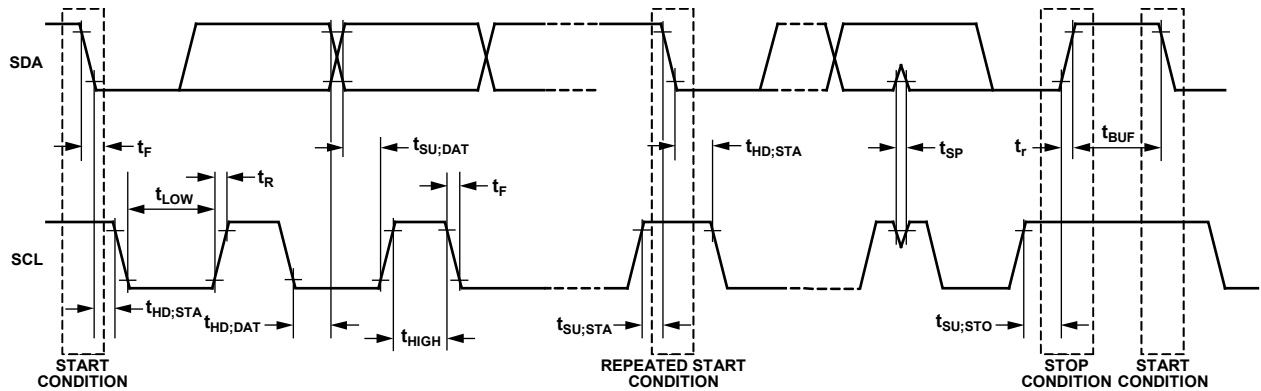 SDA
tF
tSU;DAT
tHD;STA
tSP
tr
tBUF
tLOW
tR
tF
SCL
tHD;STA
tHD;DAT
tHIGH
tSU;STA
tSU;STO
START
CONDITION
REPEATED START
CONDITION
STOP
CONDITION
START
CONDITION